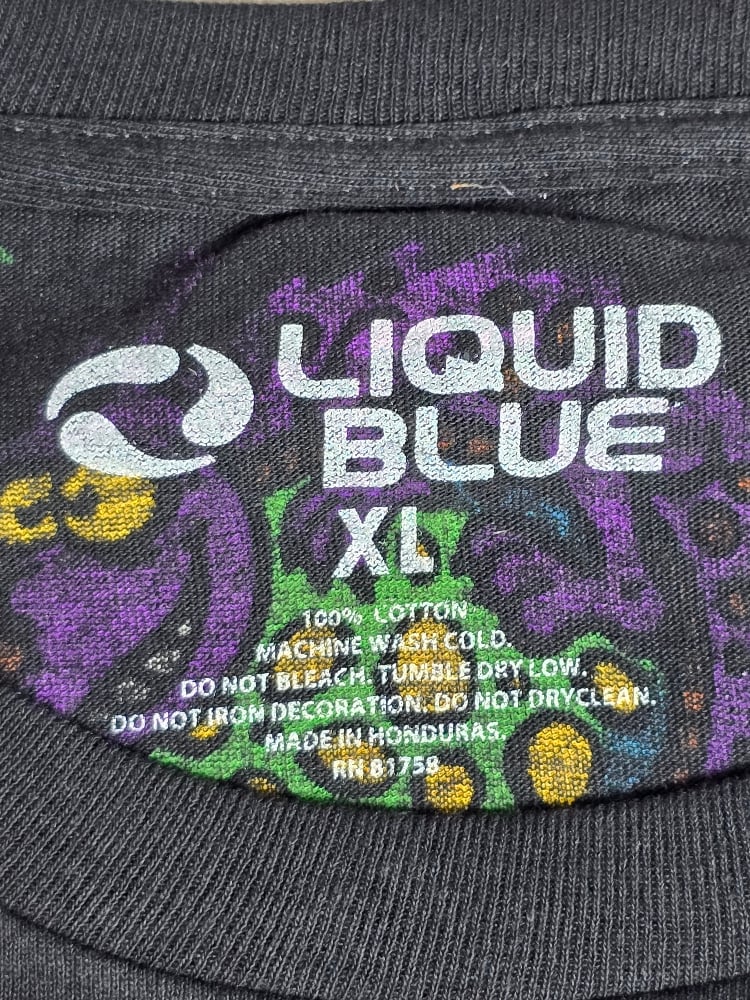 LIQUID
BLUE
XL
100% COTTON
MACHINE WASH COLD.
DO NOT BLEACH. TUMBLE DRY LOW.
DO NOT IRON DECORATION. DO NOT DRYCLEAN.
MADE IN HONDURAS.
RN 81758